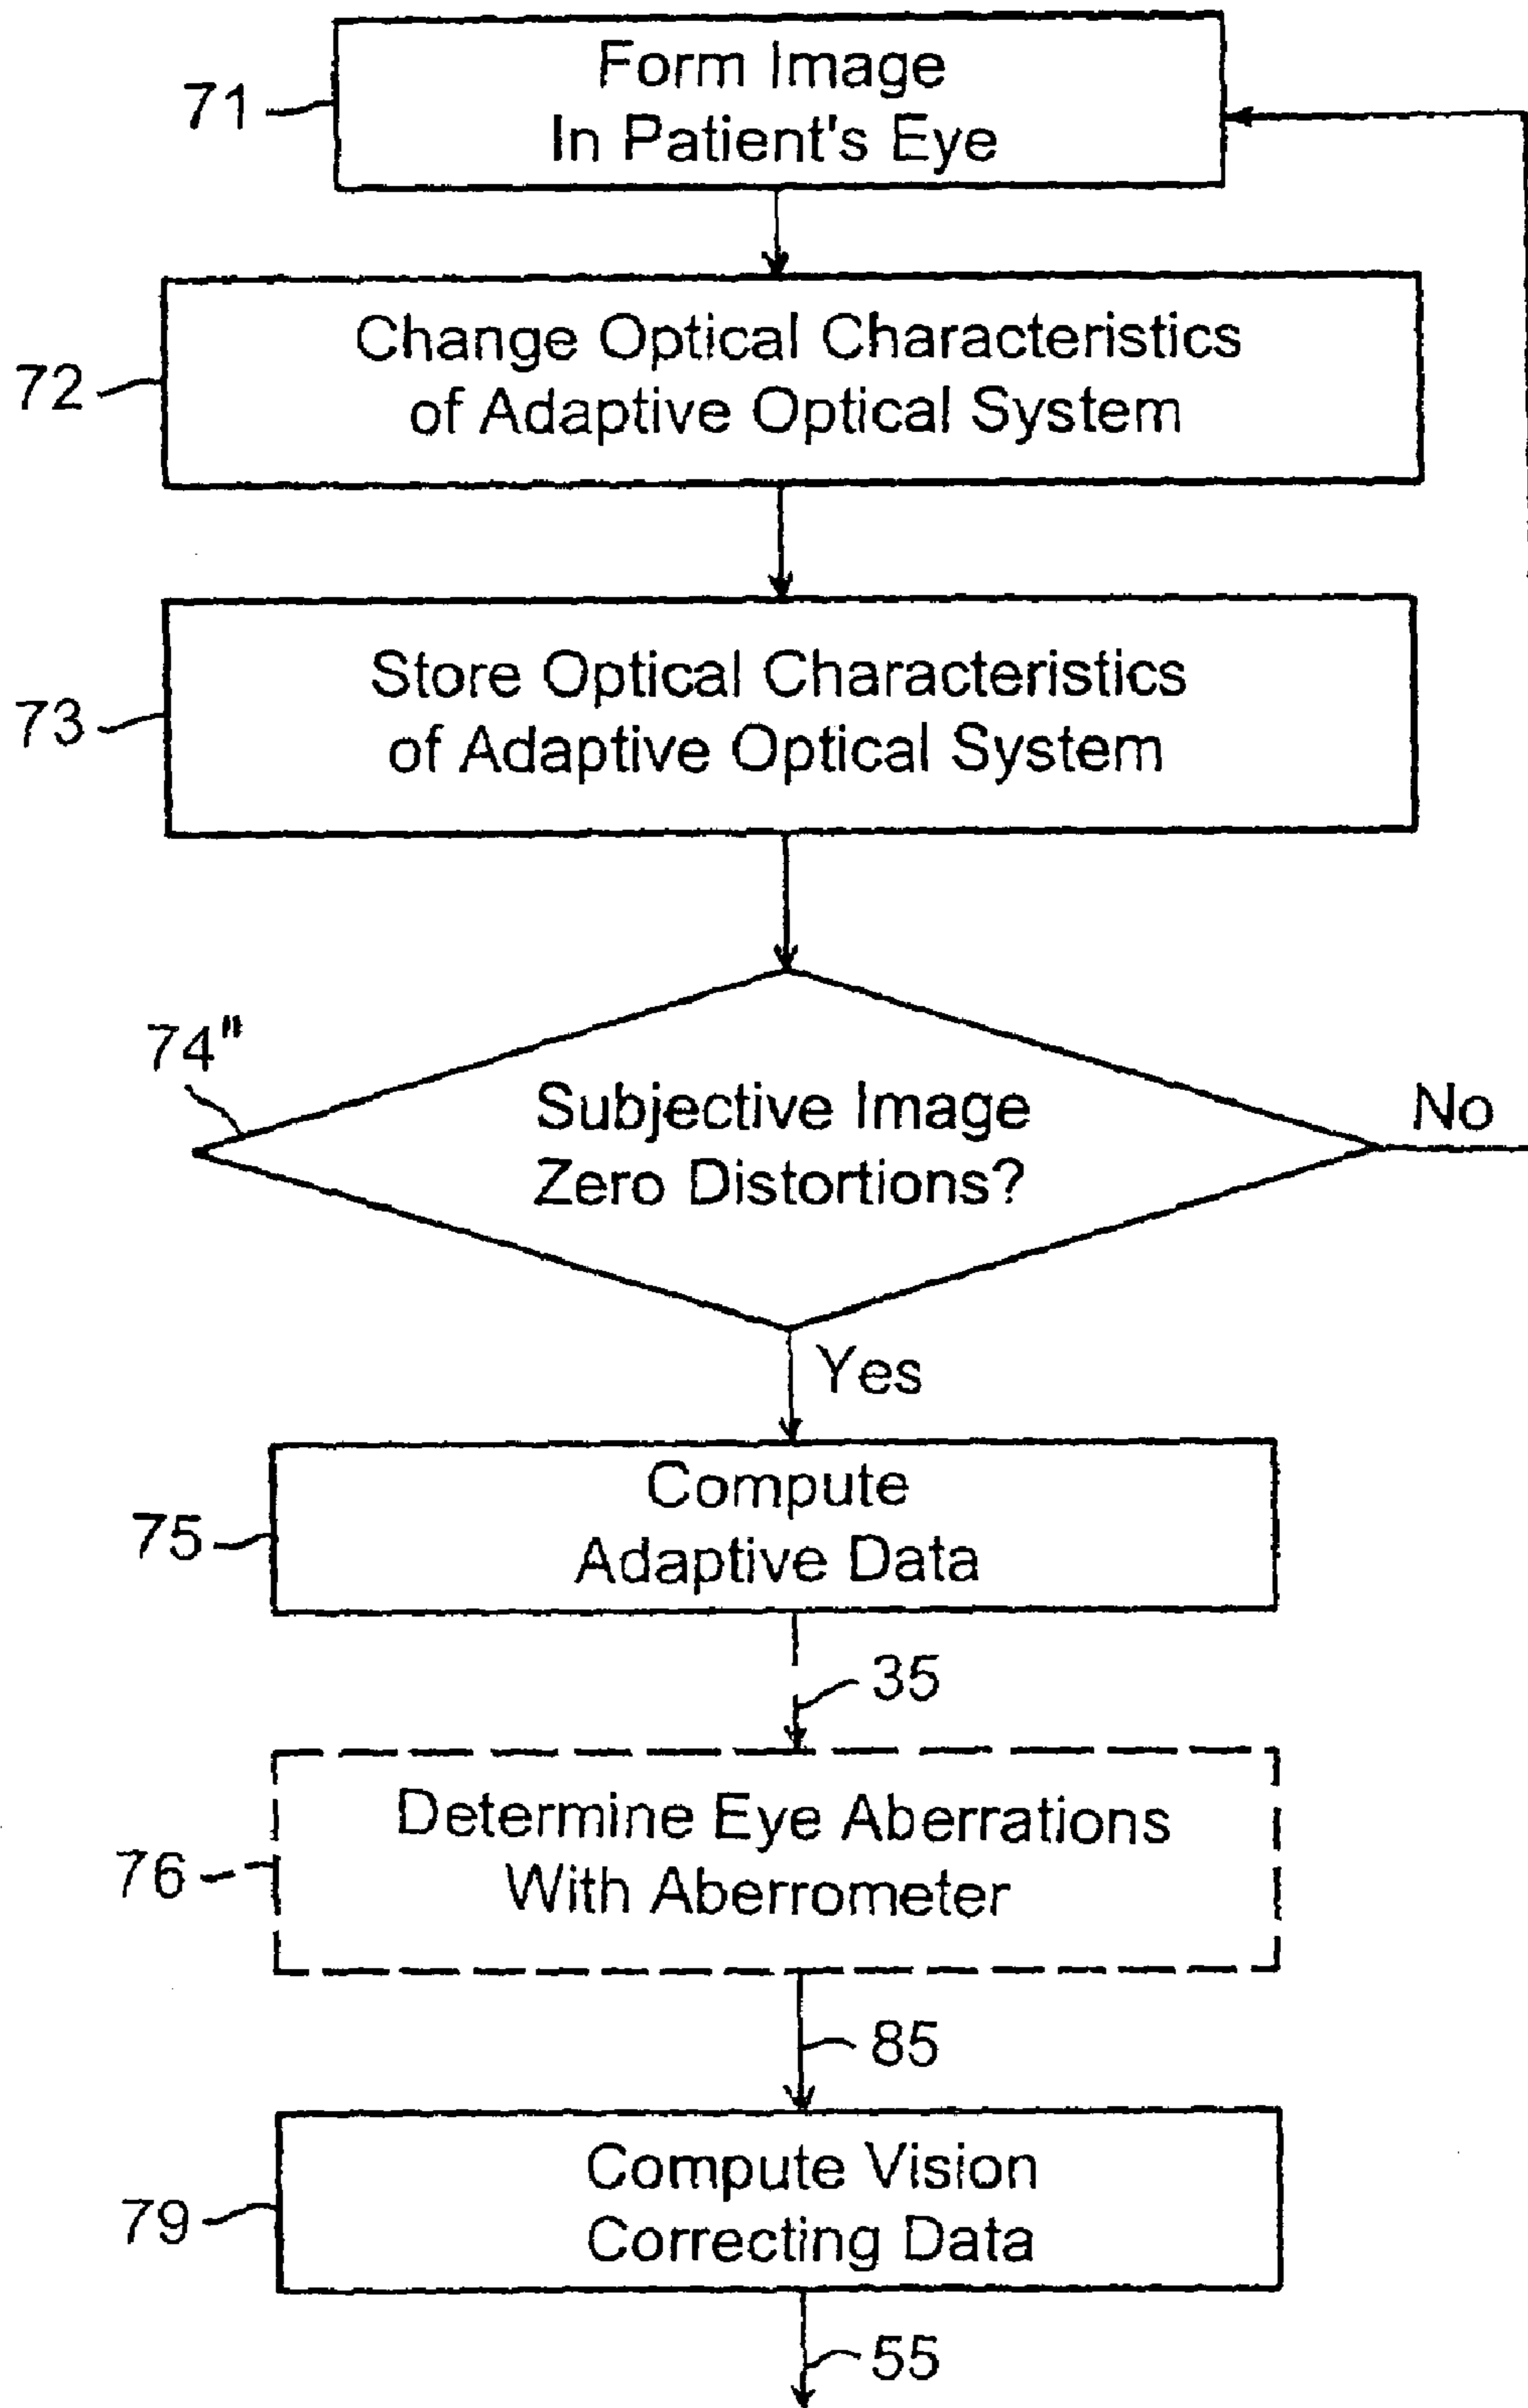 Form Image
In Patient's Eye
71
Change Optical Characteristics
of Adaptive Optical System
72
Store Optical Characteristics
of Adaptive Optical System
73
74"
Subjective Image
Zero Distortions?
No
Yes
Compute
Adaptive Data
75
35
Determine Eye Aberrations
With Aberrometer
76
85
Compute Vision
Correcting Data
79
55